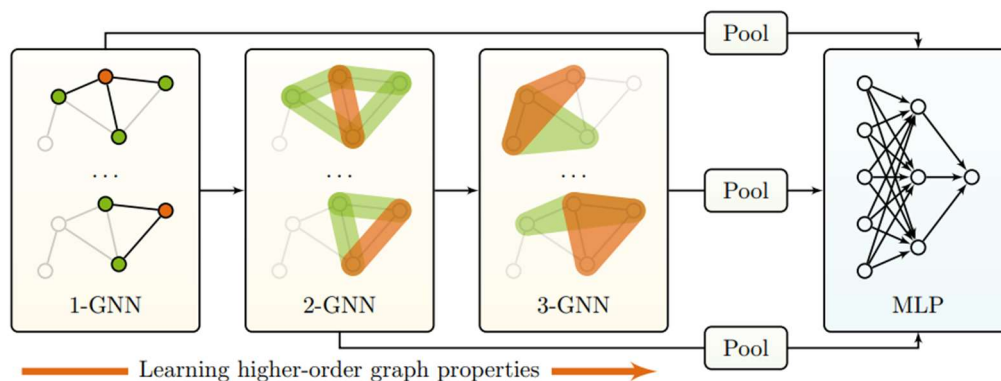 Pool
...
...
...
Pool
...
...
...
1-GNN
2-GNN
3-GNN
MLP
Pool
Learning higher-order graph properties